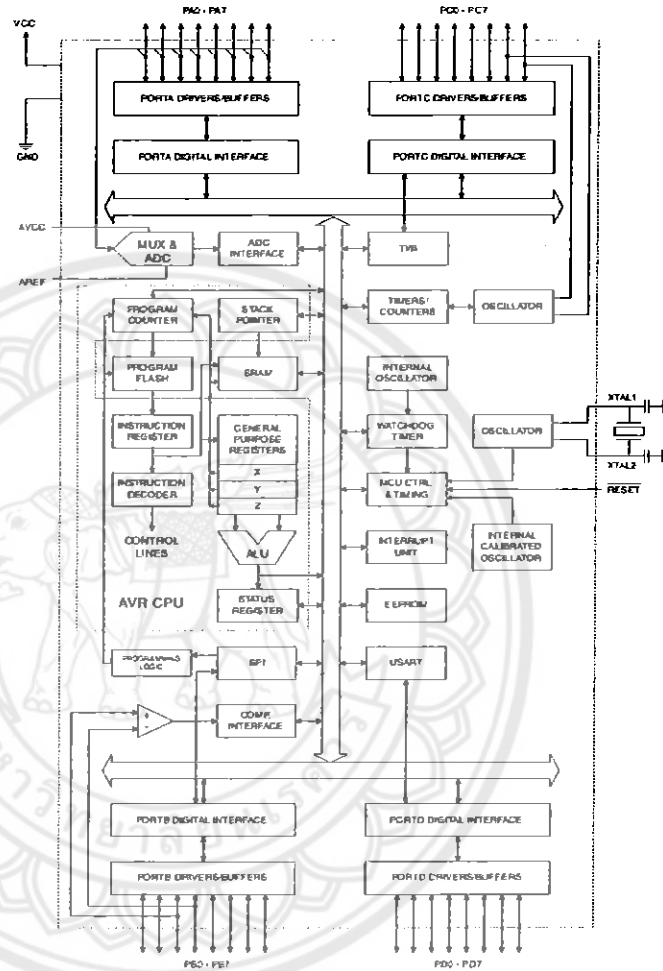 VCC
PA0 - PA7
PC0 - PC7
PORTA DRIVERS/BUFFERS
PORTC DRIVERS/BUFFERS
GND
PORTA DIGITAL INTERFACE
PORTC DIGITAL INTERFACE
AVCC
MUX &
ADC
ADC
INTERFACE
TWI
AREF
PROGRAM
COUNTER
STACK
POINTER
TIMERS/
COUNTERS
OSCILLATOR
PROGRAM
FLASH
SRAM
INTERNAL
OSCILLATOR
XTAL1
INSTRUCTION
REGISTER
GENERAL
PURPOSE
REGISTERS
WATCHDOG
TIMER
OSCILLATOR
XTAL2
X
INSTRUCTION
DECODER
Y
Z
MCU CTRL
& TIMING
RESET
CONTROL
LINES
ALU
INTERRUPT
UNIT
INTERNAL
CALIBRATED
OSCILLATOR
AVR CPU
STATUS
REGISTER
EEPROM
PROGRAMMING
LOGIC
SPI
USART
+
-
COMP.
INTERFACE
PORTB DIGITAL INTERFACE
PORTD DIGITAL INTERFACE
PORTB DRIVERS/BUFFERS
PORTD DRIVERS/BUFFERS
PB0 - PB7
PD0 - PD7